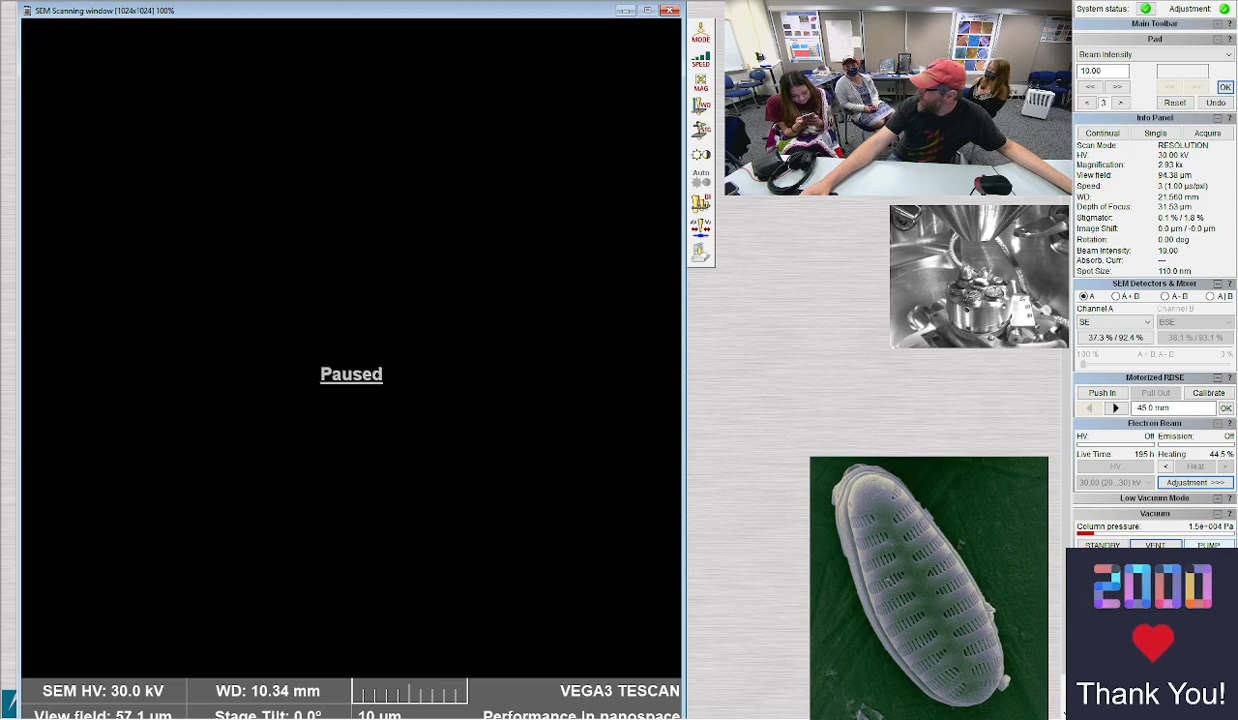 SEM Scanning window [1024x1024] 100%
Paused
SEM HV: 30.0 kV
WD: 10.34 mm
VEGA3 TESCAN
View field: 57.1 µm
Stage Tilt: 0.0°
10 µm
Performance in nanospace
MODE
SPEED
MAG
WD
STG
Auto
BI
System status:
Adjustment:
Main Toolbar
Pad
Beam Intensity
10.00
<< >> << >> OK
< 3 > Reset Undo
Info Panel
Continual Single Acquire
Scan Mode: RESOLUTION
HV: 30.00 kV
Magnification: 2.93 kx
View field: 94.38 µm
Speed: 3 (1.00 µs/pxl)
WD: 21.560 mm
Depth of Focus: 31.53 µm
Stigmator: 0.1 % / 1.8 %
Image Shift: 0.0 µm / -0.0 µm
Rotation: 0.00 deg
Beam Intensity: 10.00
Absorb. Curr: ---
Spot Size: 110.0 nm
SEM Detectors & Mixer
A A + B A - B A | B
Channel A Channel B
SE BSE
37.3 % / 92.4 % 38.1 % / 93.1 %
100 % A + B, A - B 0 %
Motorized RBSE
Push In Pull Out Calibrate
-45.0 mm OK
Electron Beam
HV: Off Emission: Off
Live Time: 195 h Heating: 44.5 %
HV < Heat >
30.00 (20...30) kV Adjustment >>>
Low Vacuum Mode
Vacuum
Column pressure: 1.5e+004 Pa
STANDBY VENT PUMP
2000
Thank You!